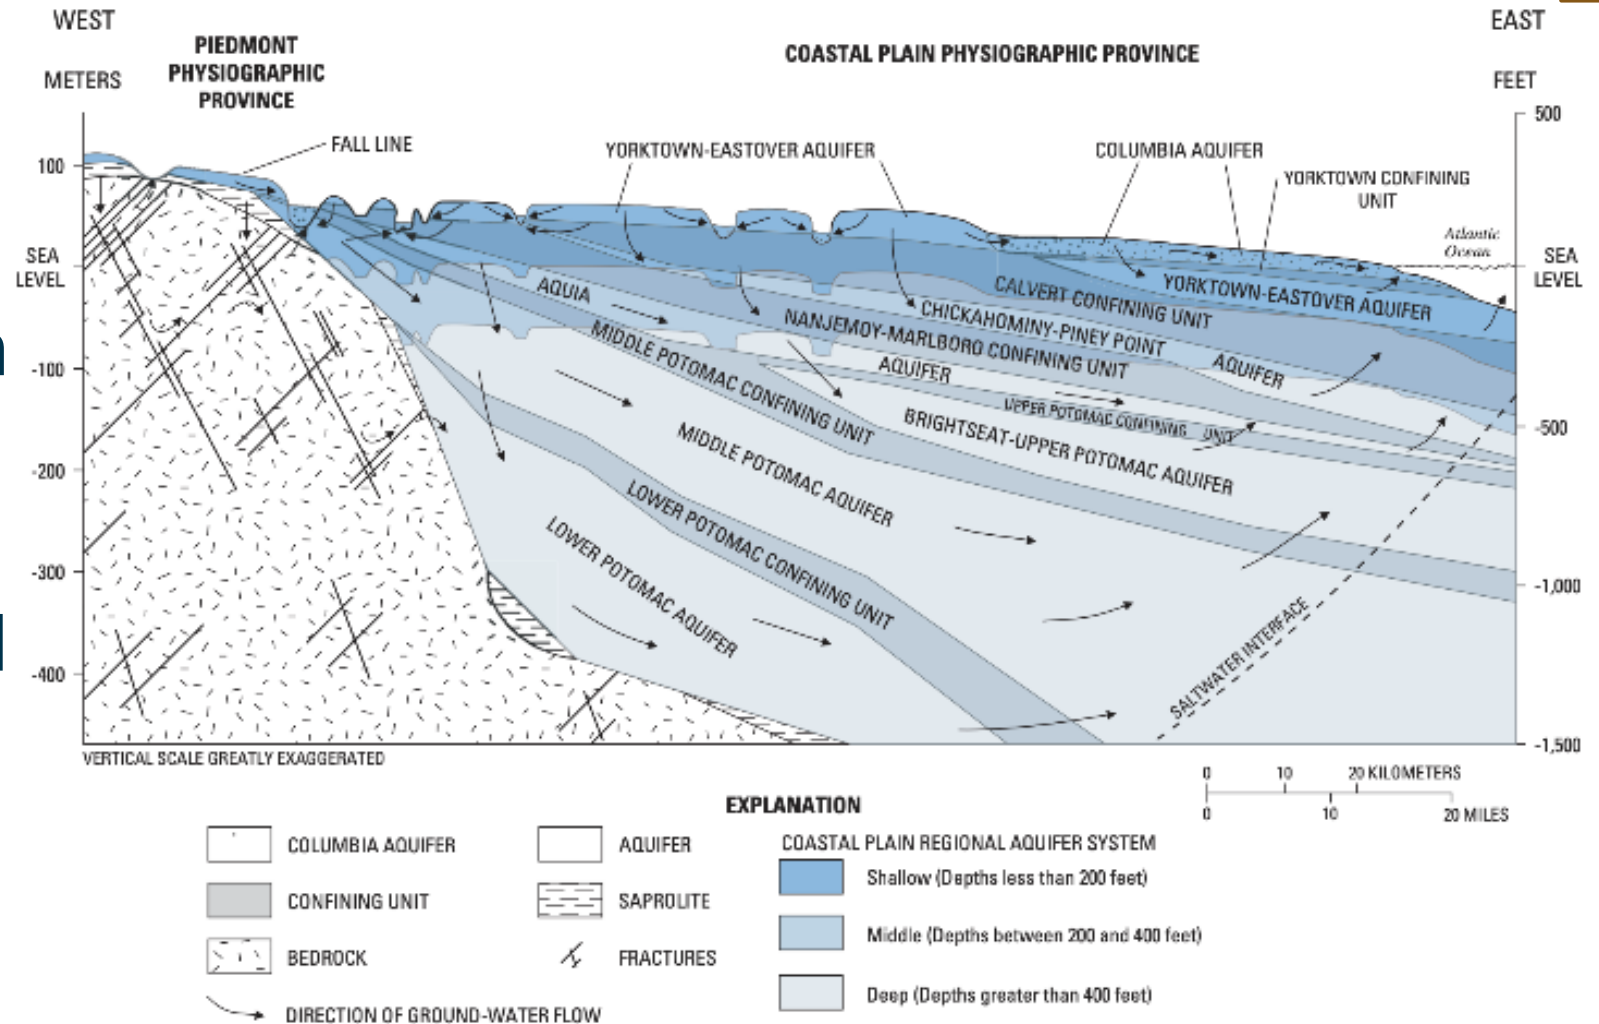 WEST
EAST
PIEDMONT
PHYSIOGRAPHIC
PROVINCE
COASTAL PLAIN PHYSIOGRAPHIC PROVINCE
METERS
FEET
500
FALL LINE
YORKTOWN-EASTOVER AQUIFER
COLUMBIA AQUIFER
YORKTOWN CONFINING
UNIT
100
Atlantic
Ocean
SEA
LEVEL
SEA
LEVEL
AQUIA
CALVERT CONFINING UNIT
YORKTOWN-EASTOVER AQUIFER
CHICKAHOMINY-PINEY POINT
AQUIFER
NANJEMOY-MARLBORO CONFINING UNIT
MIDDLE POTOMAC CONFINING UNIT
AQUIFER
-100
UPPER POTOMAC CONFINING UNIT
BRIGHTSEAT-UPPER POTOMAC AQUIFER
-500
MIDDLE POTOMAC AQUIFER
-200
LOWER POTOMAC CONFINING UNIT
LOWER POTOMAC AQUIFER
-300
-1,000
SALTWATER INTERFACE
-400
-1,500
VERTICAL SCALE GREATLY EXAGGERATED
0 10 20 KILOMETERS
0 10 20 MILES
EXPLANATION
COLUMBIA AQUIFER
AQUIFER
COASTAL PLAIN REGIONAL AQUIFER SYSTEM
Shallow (Depths less than 200 feet)
CONFINING UNIT
SAPROLITE
Middle (Depths between 200 and 400 feet)
BEDROCK
FRACTURES
Deep (Depths greater than 400 feet)
DIRECTION OF GROUND-WATER FLOW